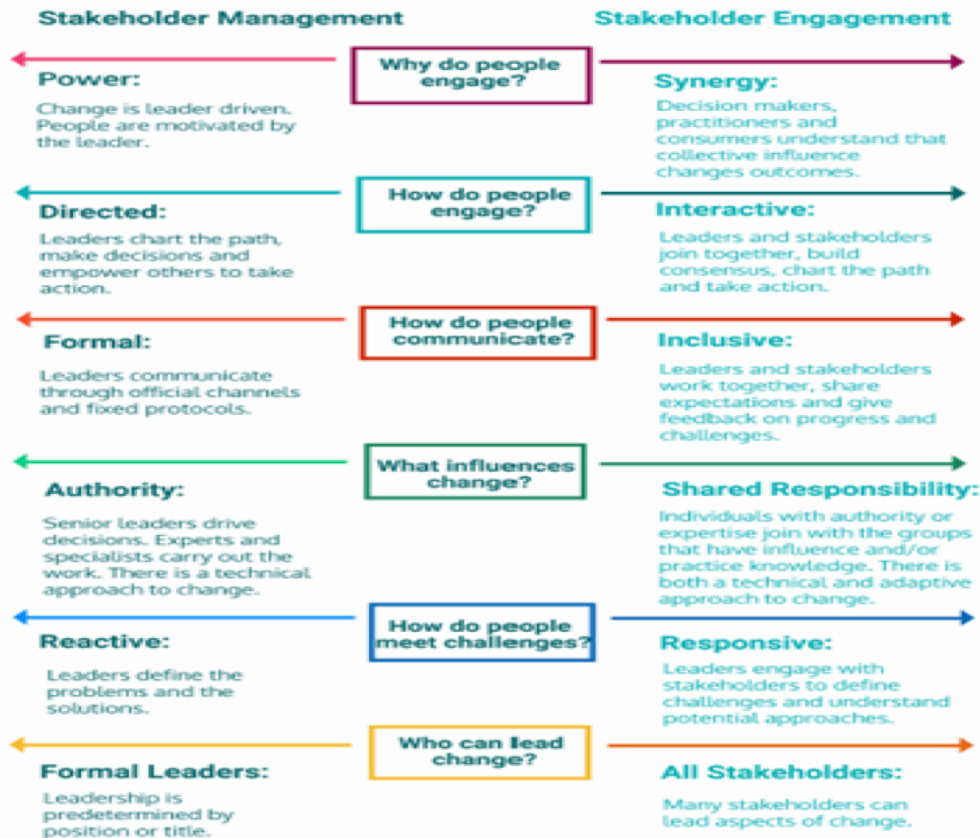 Stakeholder Management
Stakeholder Engagement
Why do people
engage?
Power:
Change is leader driven.
People are motivated by
the leader.
Synergy:
Decision makers,
practitioners and
consumers understand that
collective influence
changes outcomes.
How do people
engage?
Directed:
Leaders chart the path,
make decisions and
empower others to take
action.
Interactive:
Leaders and stakeholders
join together, build
consensus, chart the path
and take action.
How do people
communicate?
Formal:
Leaders communicate
through official channels
and fixed protocols.
Inclusive:
Leaders and stakeholders
work together, share
expectations and give
feedback on progress and
challenges.
What influences
change?
Authority:
Senior leaders drive
decisions. Experts and
specialists carry out the
work. There is a technical
approach to change.
Shared Responsibility:
Individuals with authority or
expertise join with the groups
that have influence and/or
practice knowledge. There is
both a technical and adaptive
approach to change.
How do people
meet challenges?
Reactive:
Leaders define the
problems and the
solutions.
Responsive:
Leaders engage with
stakeholders to define
challenges and understand
potential approaches.
Who can lead
change?
Formal Leaders:
Leadership is
predetermined by
position or title.
All Stakeholders:
Many stakeholders can
lead aspects of change.